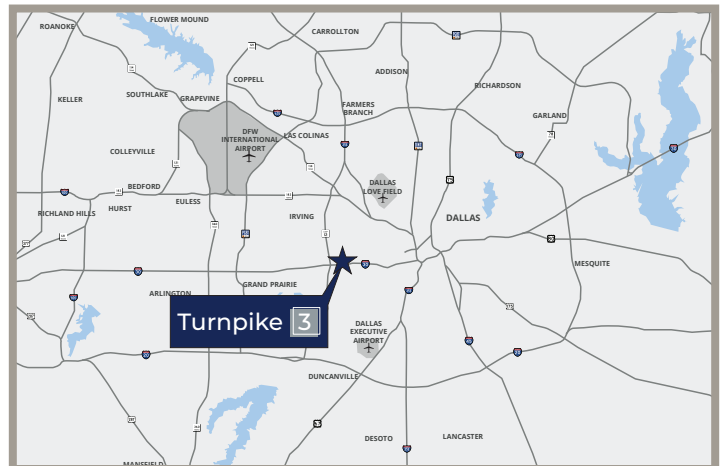 ROANOKE
FLOWER MOUND
CARROLLTON
ADDISON
COPPELL
RICHARDSON
KELLER
SOUTHLAKE
GRAPEVINE
FARMERS
BRANCH
GARLAND
DFW
INTERNATIONAL
AIRPORT
LAS COLINAS
COLLEYVILLE
BEDFORD
DALLAS
LOVE FIELD
HURST
EULESS
RICHLAND HILLS
IRVING
DALLAS
MESQUITE
GRAND PRAIRIE
ARLINGTON
Turnpike 3
DALLAS
EXECUTIVE
AIRPORT
DUNCANVILLE
DESOTO
LANCASTER
MANSFIELD